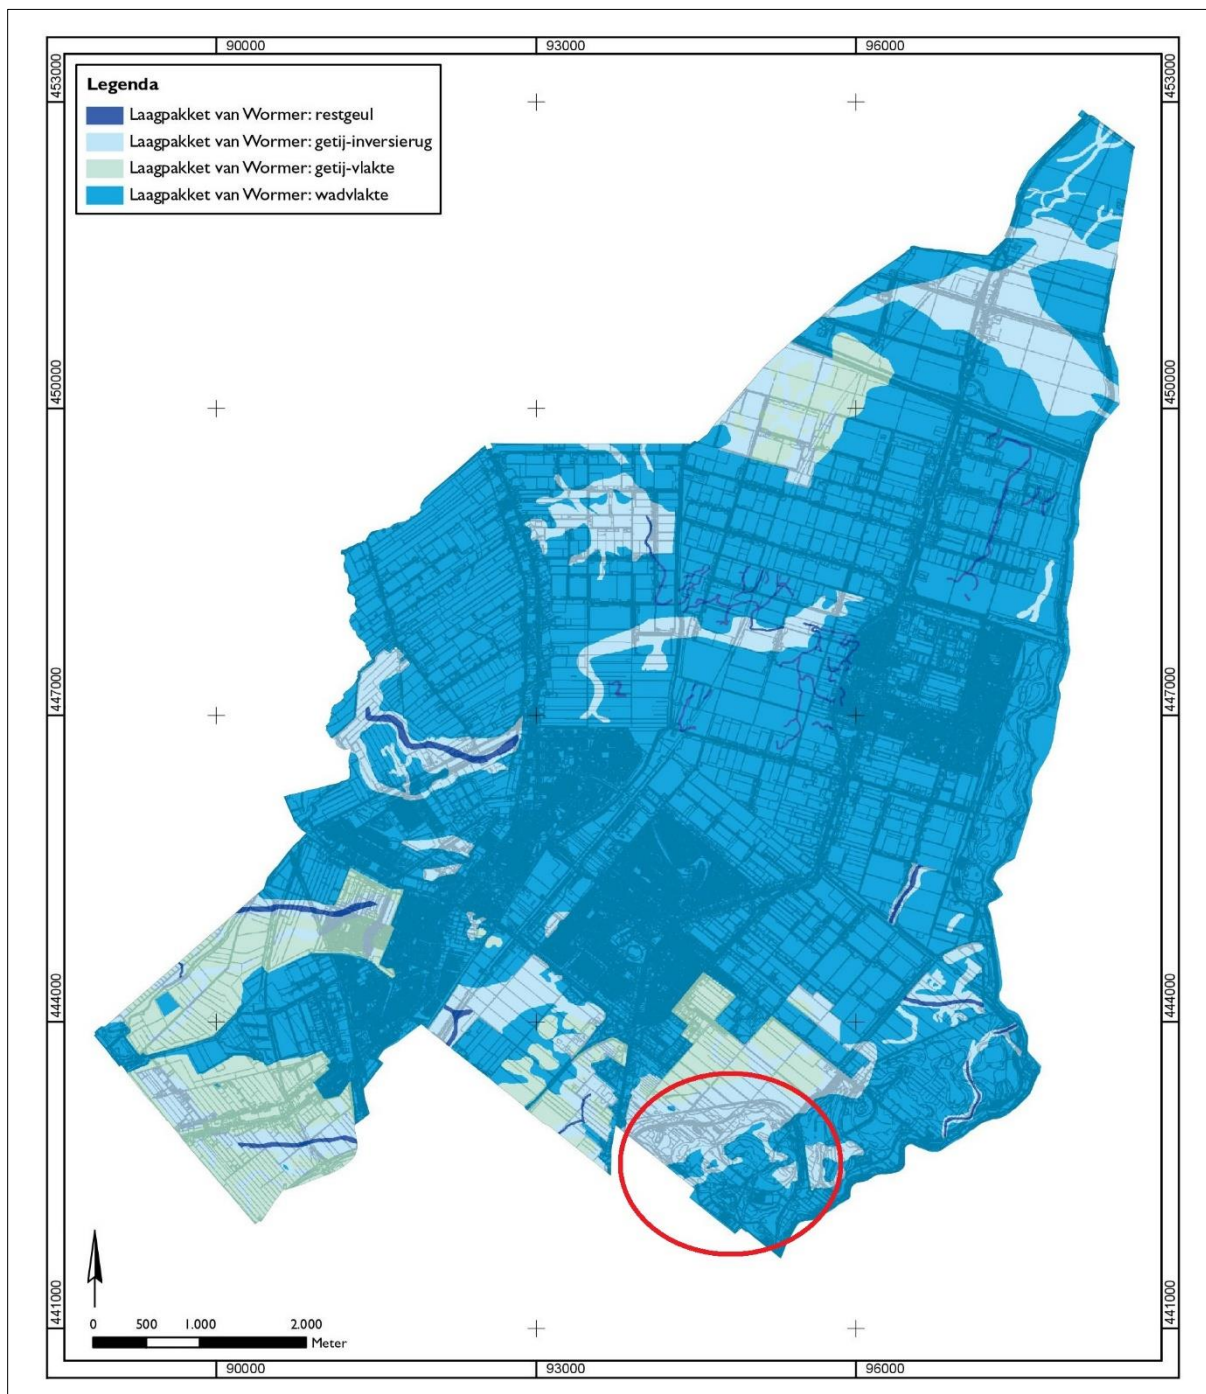 90000 93000 96000
453000 453000
Legenda
Laagpakket van Wormer: restgeul
Laagpakket van Wormer: getij-inversierug
Laagpakket van Wormer: getij-vlakte
Laagpakket van Wormer: wadvlakte
450000 450000
447000 447000
444000 444000
441000 441000
0 500 1.000 2.000
Meter
90000 93000 96000